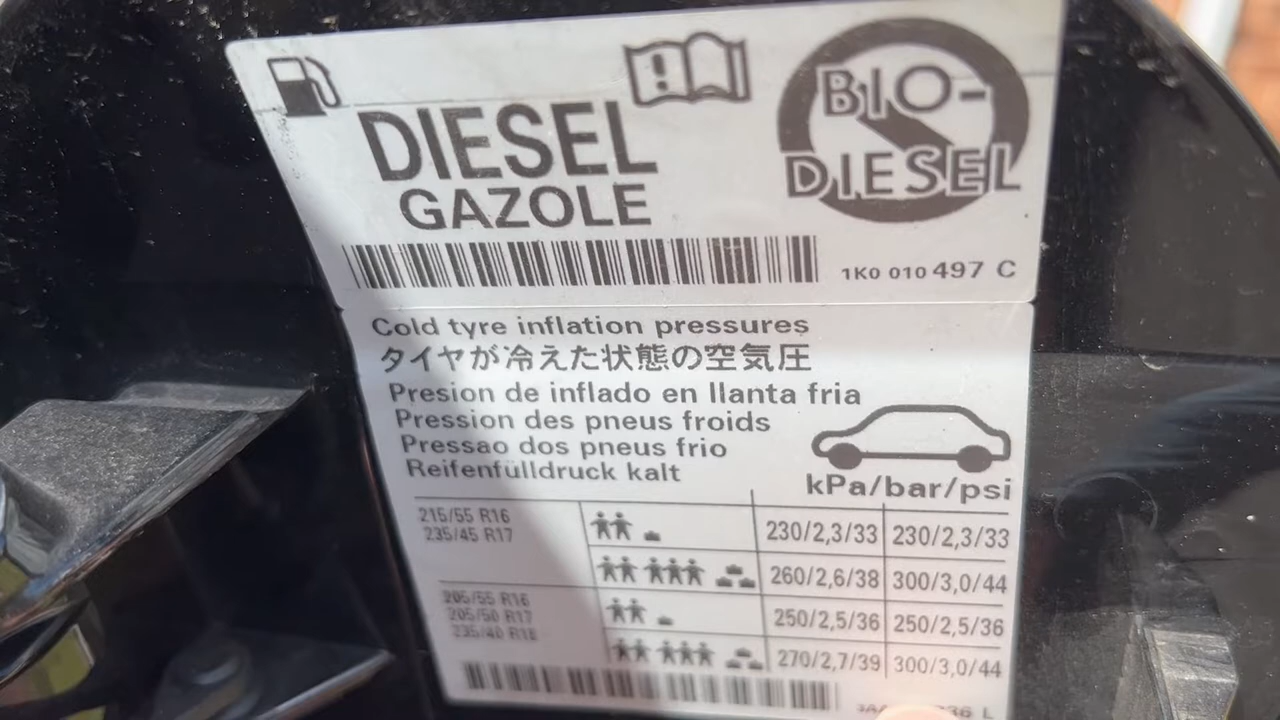 DIESEL
GAZOLE
BIO-
DIESEL
1K0 010 497 C
Cold tyre inflation pressures
タイヤが冷えた状態の空気圧
Presion de inflado en llanta fria
Pression des pneus froids
Pressao dos pneus frio
Reifenfülldruck kalt
kPa/bar/psi
215/55 R16
235/45 R17
230/2,3/33 230/2,3/33
260/2,6/38 300/3,0/44
205/55 R16
205/50 R17
235/40 R18
250/2,5/36 250/2,5/36
270/2,7/39 300/3,0/44